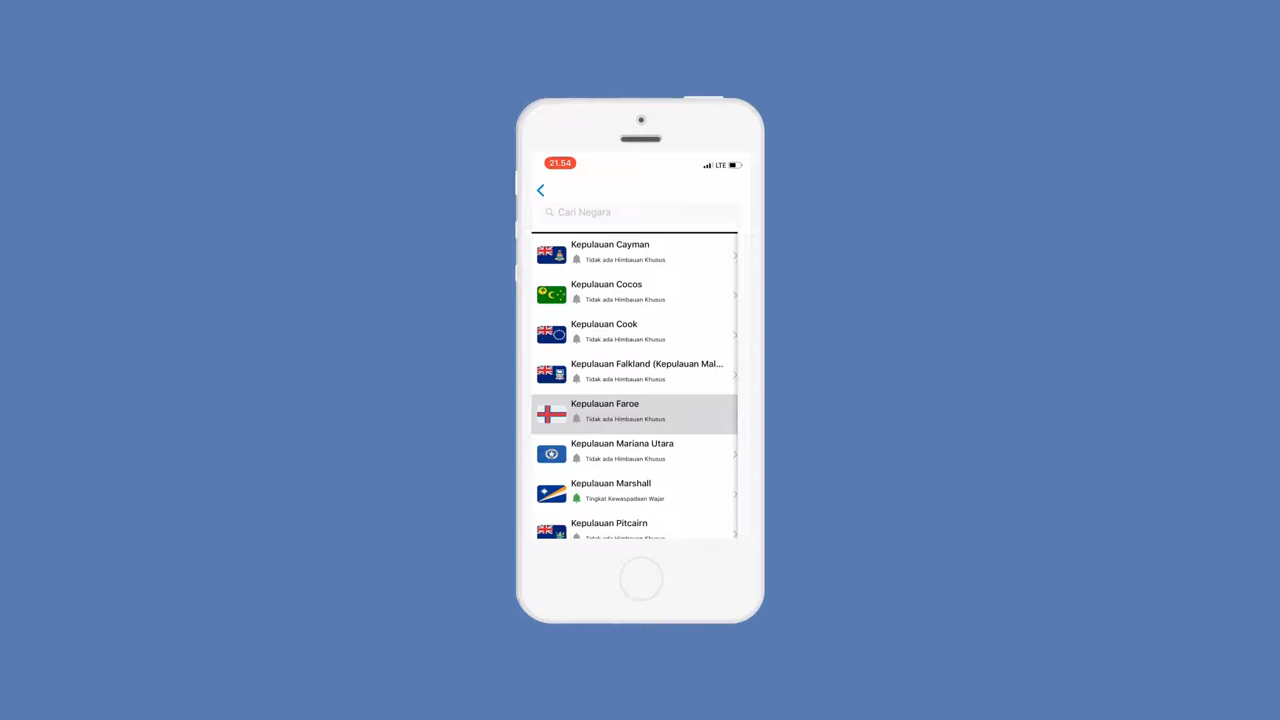 21.54
LTE
Cari Negara
Kepulauan Cayman
Tidak ada Himbauan Khusus
Kepulauan Cocos
Tidak ada Himbauan Khusus
Kepulauan Cook
Tidak ada Himbauan Khusus
Kepulauan Falkland (Kepulauan Mal...
Tidak ada Himbauan Khusus
Kepulauan Faroe
Tidak ada Himbauan Khusus
Kepulauan Mariana Utara
Tidak ada Himbauan Khusus
Kepulauan Marshall
Tingkat Kewaspadaan Wajar
Kepulauan Pitcairn
Tidak ada Himbauan Khusus